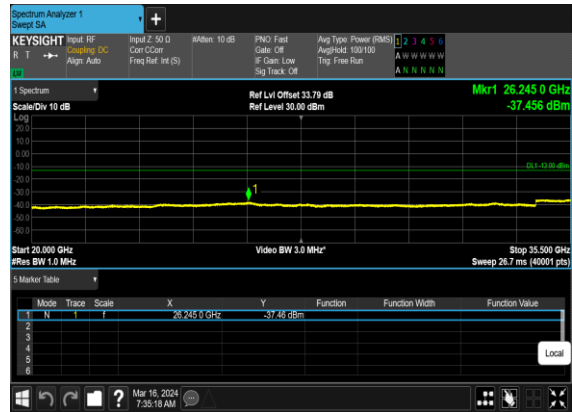 Spectrum Analyzer 1
Swept SA
+
KEYSIGHT Input: RF Input Z: 50 Ω #Atten: 10 dB PNO: Fast Avg Type: Power (RMS) 1 2 3 4 5 6
R T Coupling: DC Corr CCorr Gate: Off Avg|Hold: 100/100 A W W W W W
Align: Auto Freq Ref: Int (S) IF Gain: Low Trig: Free Run
Sig Track: Off A N N N N N
1 Spectrum Ref Lvl Offset 33.79 dB Mkr1 26.245 0 GHz
Scale/Div 10 dB Ref Level 30.00 dBm -37.456 dBm
Log
20.0
10.0
0.00
-10.0 DL1 -13.00 dBm
-20.0
-30.0 1
-40.0
-50.0
-60.0
Start 20.000 GHz Video BW 3.0 MHz* Stop 35.500 GHz
#Res BW 1.0 MHz Sweep 26.7 ms (40001 pts)
5 Marker Table
Mode Trace Scale X Y Function Function Width Function Value
1 N 1 f 26.245 0 GHz -37.46 dBm
2
3
4
5
6
Local
? Mar 16, 2024
7:35:18 AM